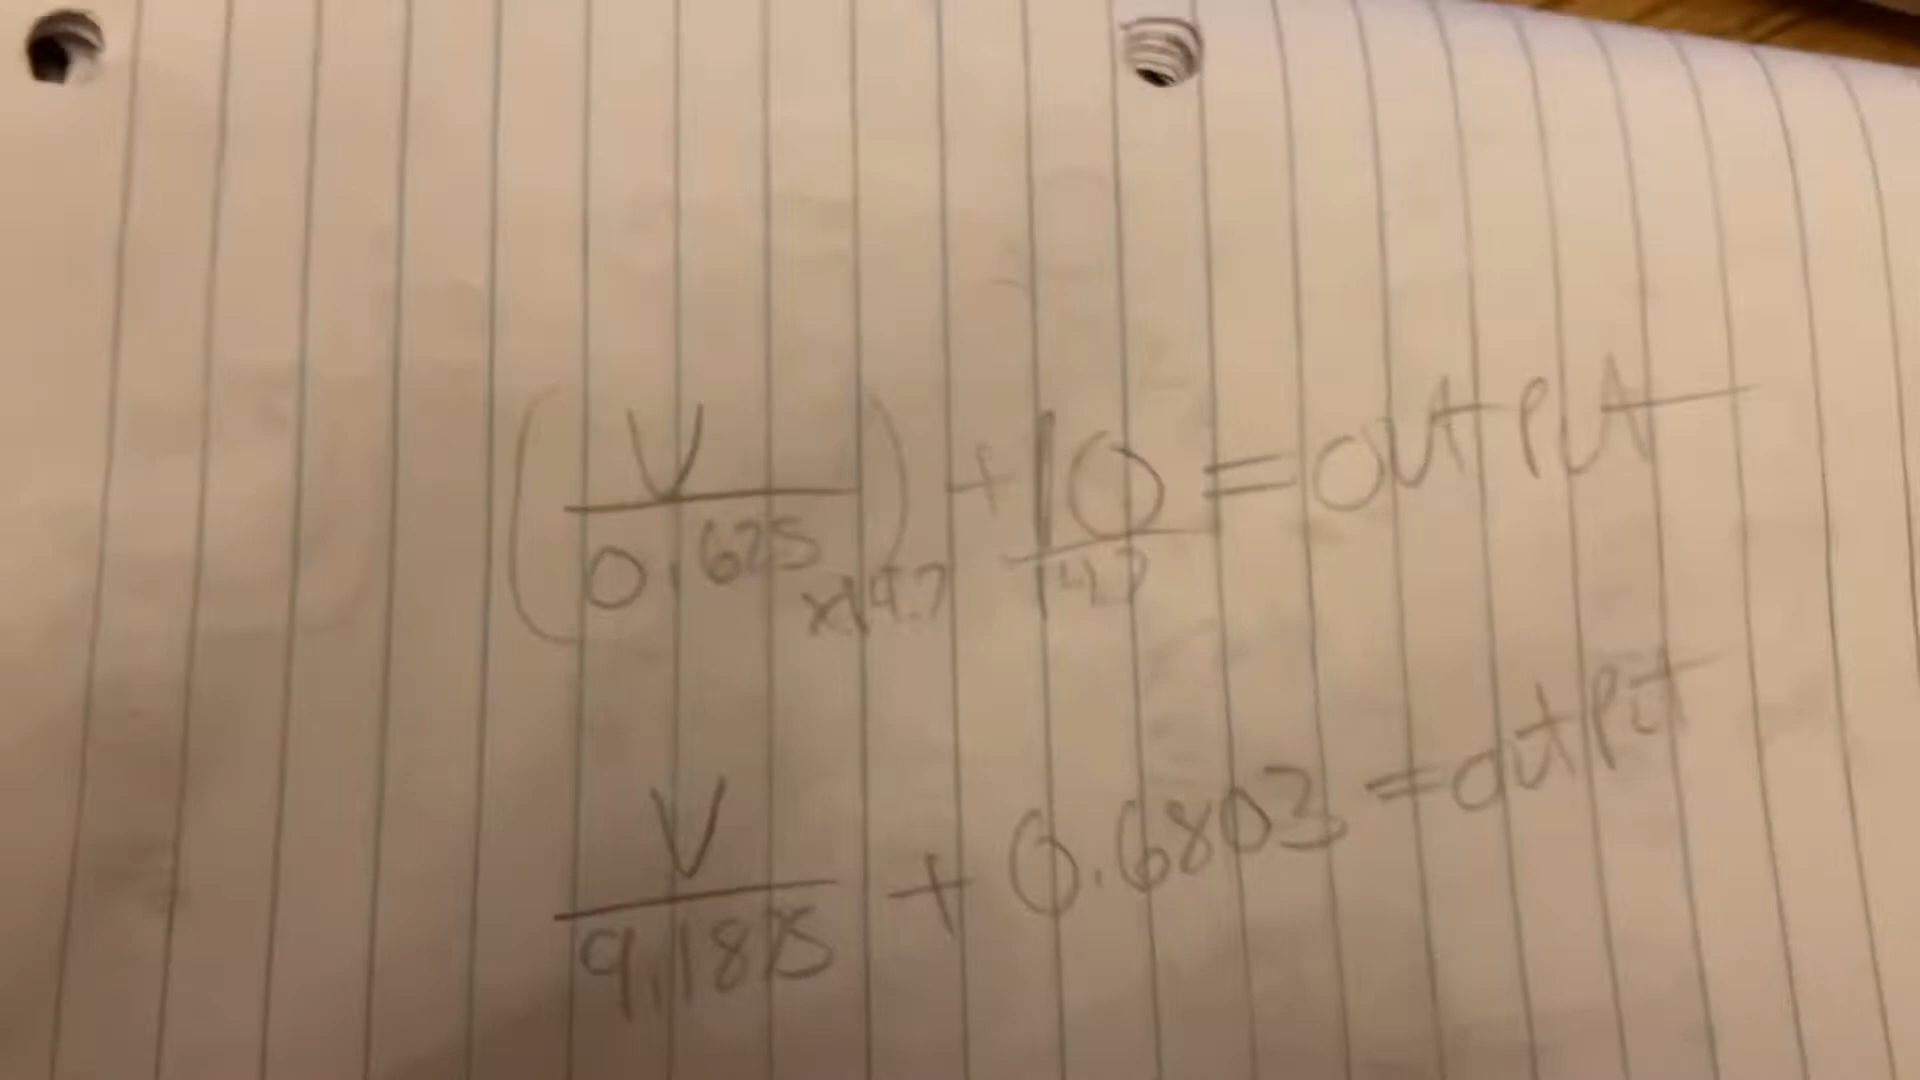 (V/0.625 x14.7) + 10/14.7 = output
V/9.1875 + 0.6803 = output